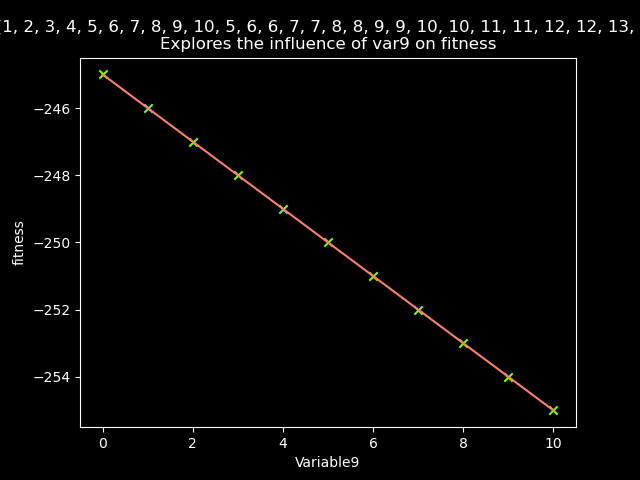 1, 2, 3, 4, 5, 6, 7, 8, 9, 10, 5, 6, 6, 7, 7, 8, 8, 9, 9, 10, 10, 11, 11, 12, 12, 13,
Explores the influence of var9 on fitness
−246
−248
−250
−252
−254
fitness
0 2 4 6 8 10
Variable9